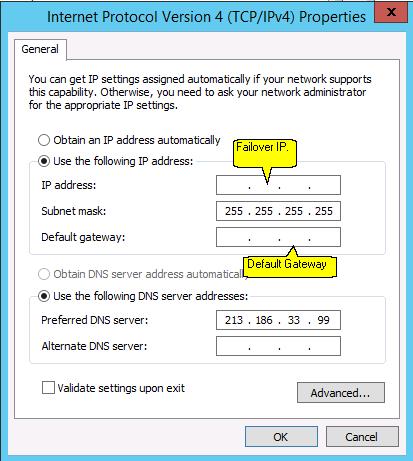 Internet Protocol Version 4 (TCP/IPv4) Properties
x
General
You can get IP settings assigned automatically if your network supports
this capability. Otherwise, you need to ask your network administrator
for the appropriate IP settings.
Obtain an IP address automatically
Failover IP.
Use the following IP address:
IP address: . . .
Subnet mask: 255 . 255 . 255 . 255
Default gateway: . . .
Default Gateway
Obtain DNS server address automatically
Use the following DNS server addresses:
Preferred DNS server: 213 . 186 . 33 . 99
Alternate DNS server: . . .
Validate settings upon exit
Advanced...
OK Cancel